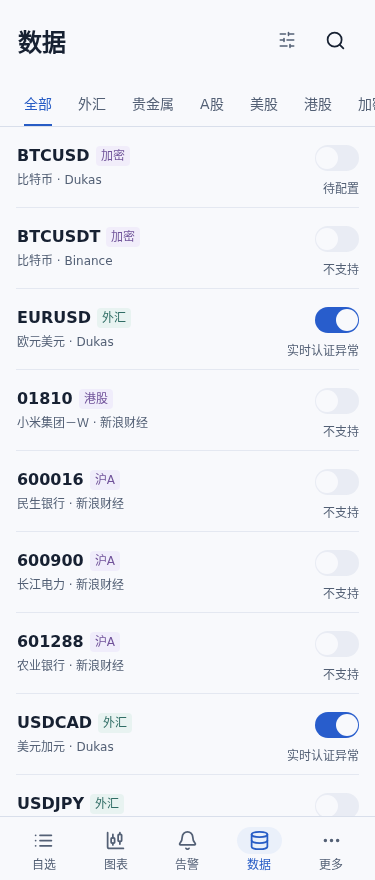 数据
全部 外汇 贵金属 A股 美股 港股 加密
BTCUSD 加密
比特币 · Dukas
待配置
BTCUSDT 加密
比特币 · Binance
不支持
EURUSD 外汇
欧元美元 · Dukas
实时认证异常
01810 港股
小米集团－W · 新浪财经
不支持
600016 沪A
民生银行 · 新浪财经
不支持
600900 沪A
长江电力 · 新浪财经
不支持
601288 沪A
农业银行 · 新浪财经
不支持
USDCAD 外汇
美元加元 · Dukas
实时认证异常
USDJPY 外汇
自选 图表 告警 数据 更多